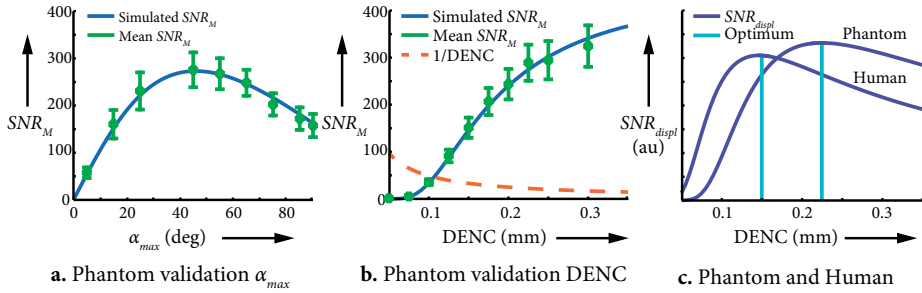 400
300
200
100
0
SNR_M
Simulated SNR_M
Mean SNR_M
0 20 40 60 80
α_max (deg)
a. Phantom validation α_max
400
300
200
100
0
SNR_M
Simulated SNR_M
Mean SNR_M
1/DENC
0.1 0.2 0.3
DENC (mm)
b. Phantom validation DENC
SNR_displ
(au)
SNR_displ
Optimum
Phantom
Human
0.1 0.2 0.3
DENC (mm)
c. Phantom and Human